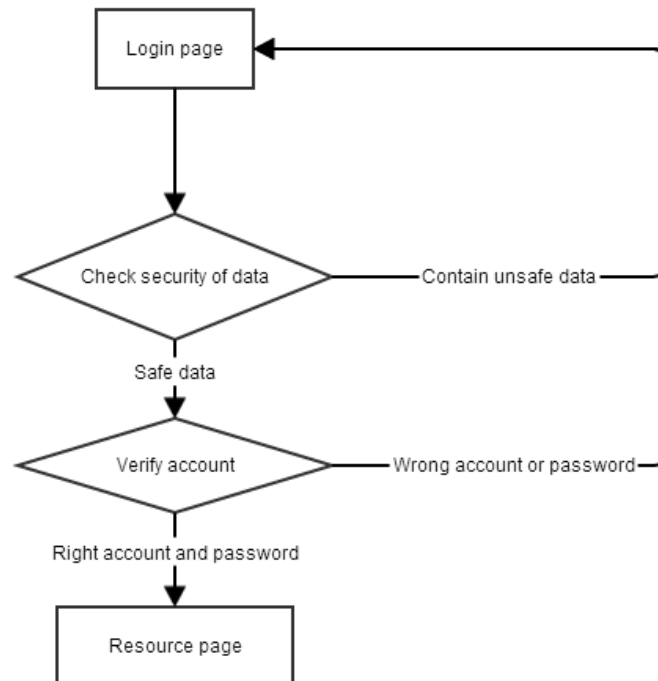 Login page
Check security of data
Contain unsafe data
Safe data
Verify account
Wrong account or password
Right account and password
Resource page